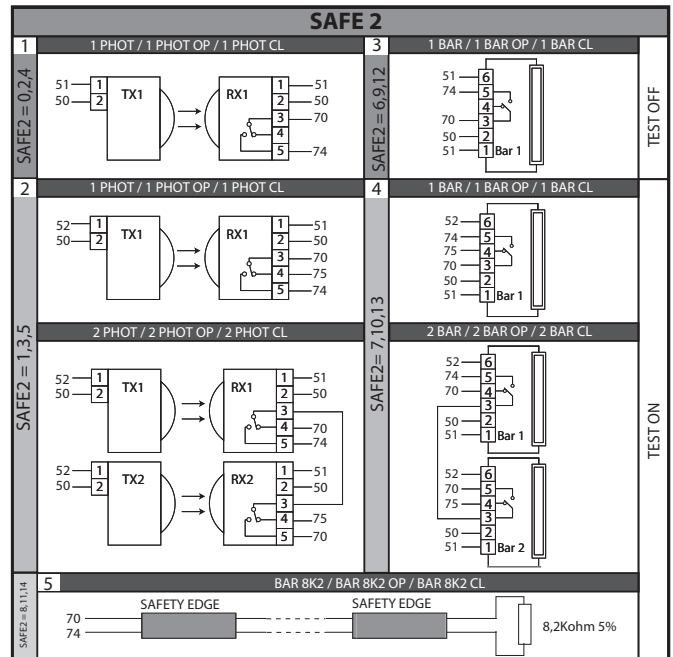 SAFE 2
1
1 PHOT / 1 PHOT OP / 1 PHOT CL
SAFE2 = 0,2,4
51 1
50 2
TX1
RX1
1 51
2 50
3 70
4
5 74
3
1 BAR / 1 BAR OP / 1 BAR CL
SAFE2 = 6,9,12
51 6
74 5
4
70 3
50 2
51 1 Bar 1
TEST OFF
2
1 PHOT / 1 PHOT OP / 1 PHOT CL
SAFE2 = 1,3,5
52 1
50 2
TX1
RX1
1 51
2 50
3 70
4 75
5 74
2 PHOT / 2 PHOT OP / 2 PHOT CL
52 1
50 2
TX1
RX1
1 51
2 50
3
4 70
5 74
52 1
50 2
TX2
RX2
1 51
2 50
3
4 75
5 70
4
1 BAR / 1 BAR OP / 1 BAR CL
SAFE2= 7,10,13
52 6
74 5
75 4
70 3
50 2
51 1 Bar 1
2 BAR / 2 BAR OP / 2 BAR CL
52 6
74 5
70 4
3
50 2
51 1 Bar 1
52 6
70 5
75 4
3
50 2
51 1 Bar 2
TEST ON
5
BAR 8K2 / BAR 8K2 OP / BAR 8K2 CL
SAFE2 = 8,11,14
70
74
SAFETY EDGE
SAFETY EDGE
8,2Kohm 5%